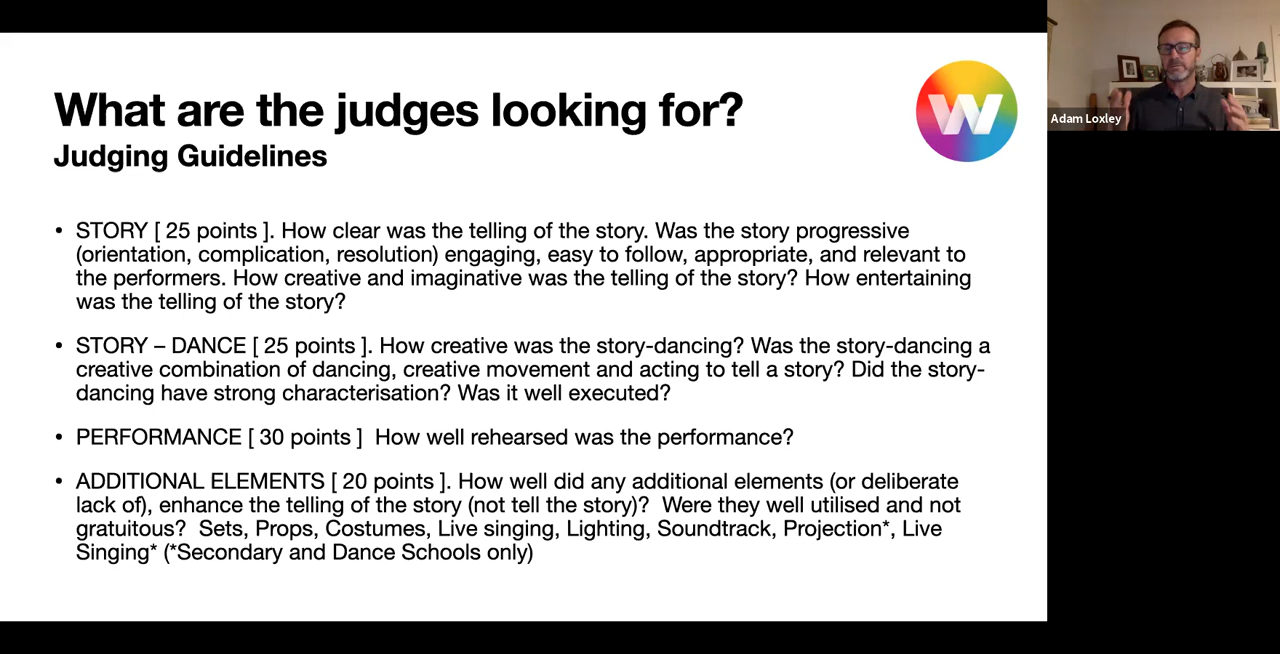 What are the judges looking for?
Judging Guidelines
W
Adam Loxley
• STORY [ 25 points ]. How clear was the telling of the story. Was the story progressive
(orientation, complication, resolution) engaging, easy to follow, appropriate, and relevant to
the performers. How creative and imaginative was the telling of the story? How entertaining
was the telling of the story?
• STORY – DANCE [ 25 points ]. How creative was the story-dancing? Was the story-dancing a
creative combination of dancing, creative movement and acting to tell a story? Did the story-
dancing have strong characterisation? Was it well executed?
• PERFORMANCE [ 30 points ]  How well rehearsed was the performance?
• ADDITIONAL ELEMENTS [ 20 points ]. How well did any additional elements (or deliberate
lack of), enhance the telling of the story (not tell the story)?  Were they well utilised and not
gratuitous?  Sets, Props, Costumes, Live singing, Lighting, Soundtrack, Projection*, Live
Singing* (*Secondary and Dance Schools only)